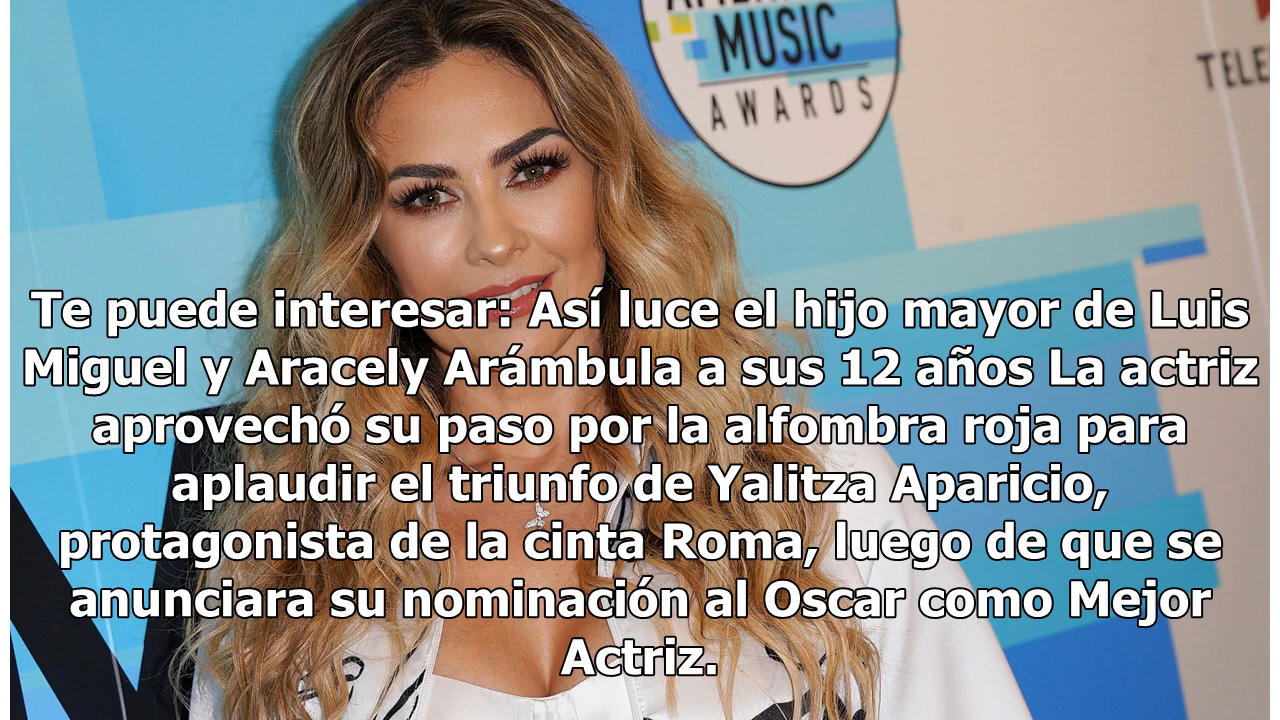 MUSIC
AWARDS
TELE
Te puede interesar: Así luce el hijo mayor de Luis
Miguel y Aracely Arámbula a sus 12 años La actriz
aprovechó su paso por la alfombra roja para
aplaudir el triunfo de Yalitza Aparicio,
protagonista de la cinta Roma, luego de que se
anunciara su nominación al Oscar como Mejor
Actriz.